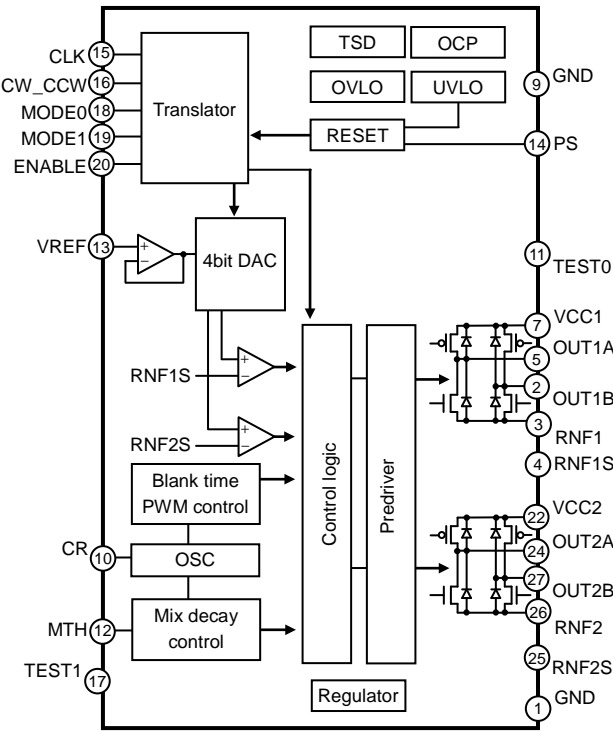 CLK
15
CW_CCW
16
MODE0
18
MODE1
19
ENABLE
20
Translator
TSD
OCP
OVLO
UVLO
RESET
9
GND
14
PS
VREF
13
+
−
4bit DAC
11
TEST0
RNF1S
+
−
RNF2S
+
−
Blank time
PWM control
CR
10
OSC
MTH
12
Mix decay
control
TEST1
17
Control logic
Predriver
Regulator
7
VCC1
5
OUT1A
2
OUT1B
3
RNF1
4
RNF1S
22
VCC2
24
OUT2A
27
OUT2B
26
RNF2
25
RNF2S
1
GND